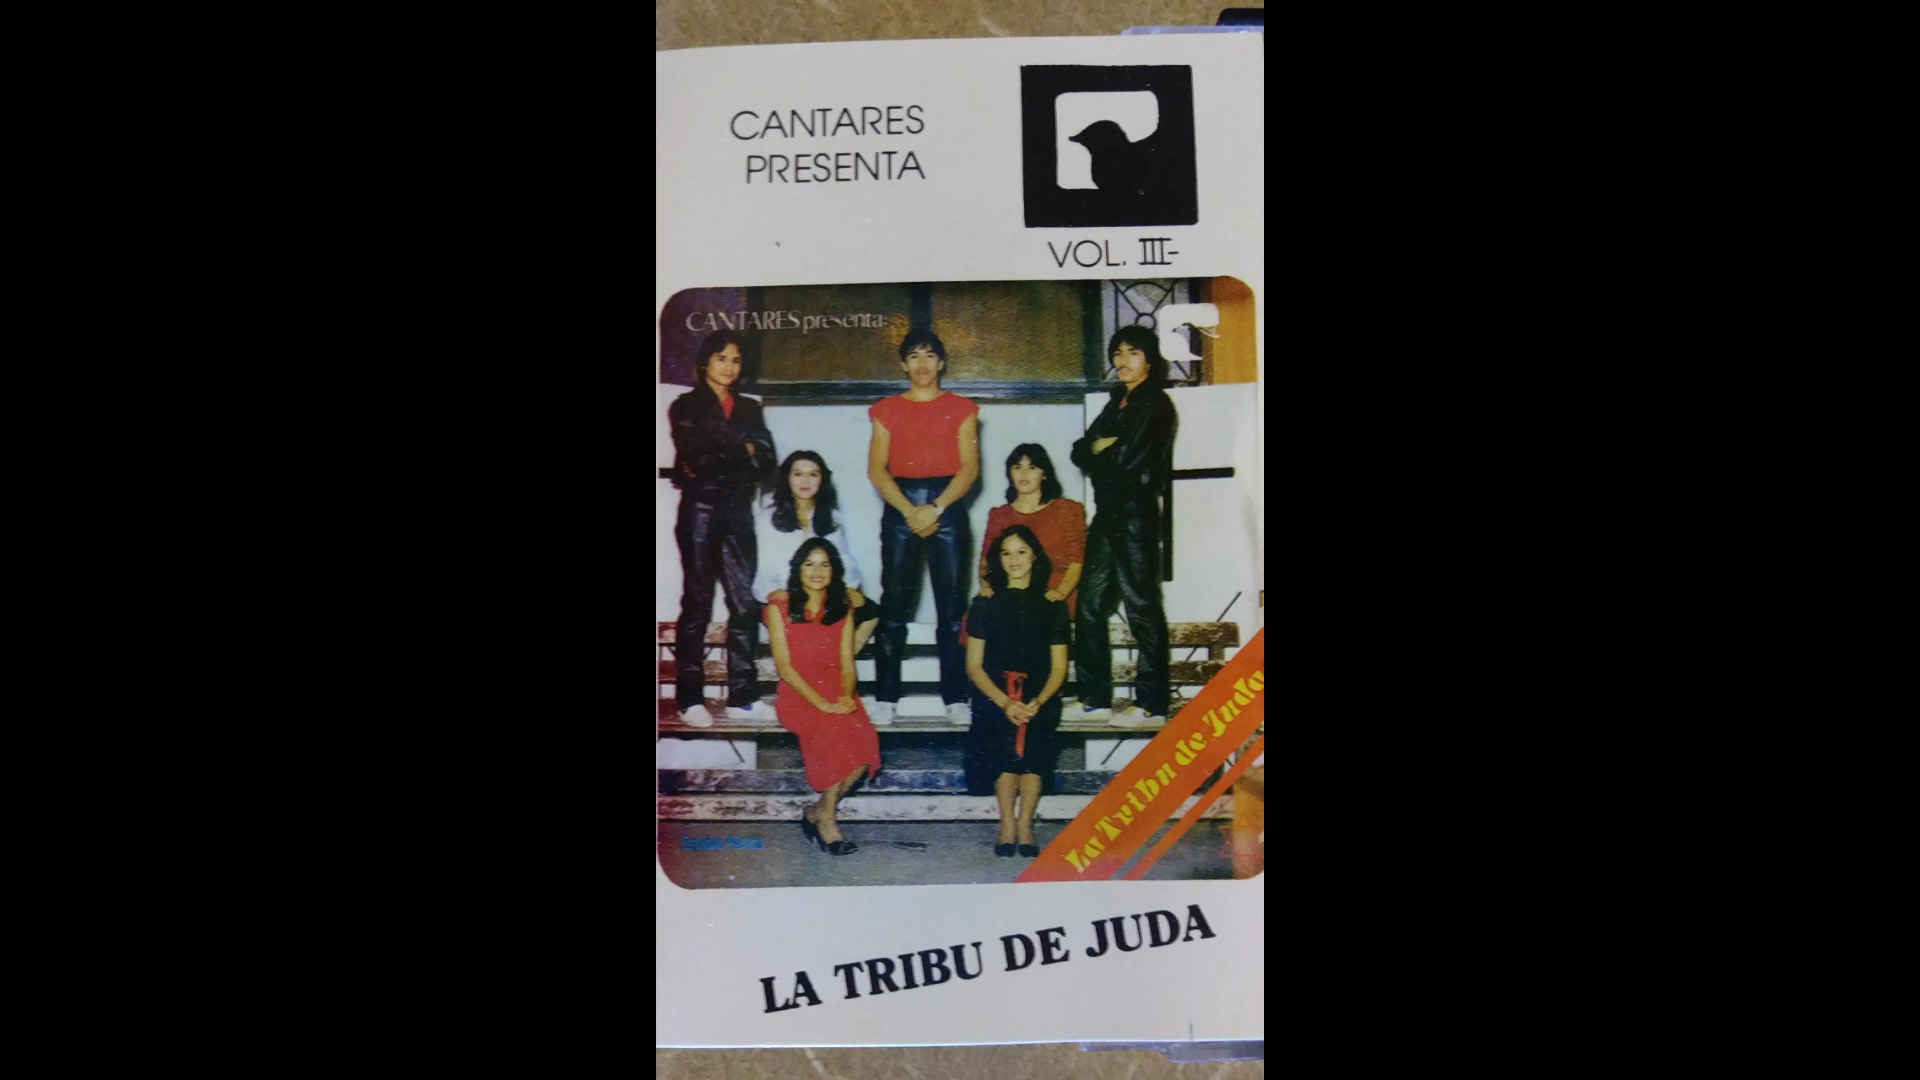 CANTARES
PRESENTA
VOL. III-
CANTARES presenta:
La Tribu de Juda
LA TRIBU DE JUDA